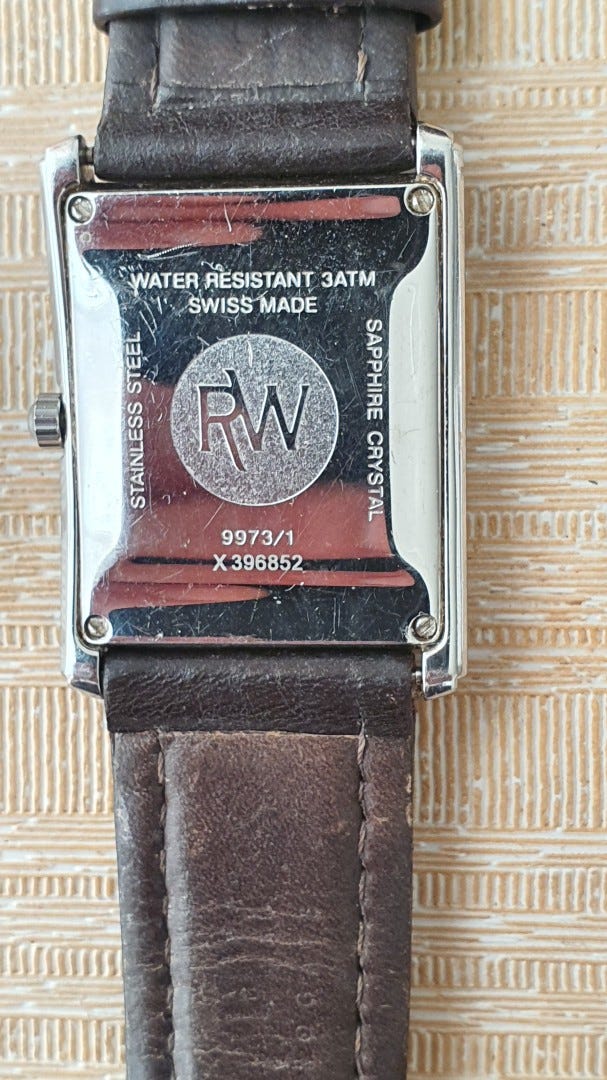 WATER RESISTANT 3ATM
SWISS MADE
STAINLESS STEEL
SAPPHIRE CRYSTAL
RW
9973/1
X 396852